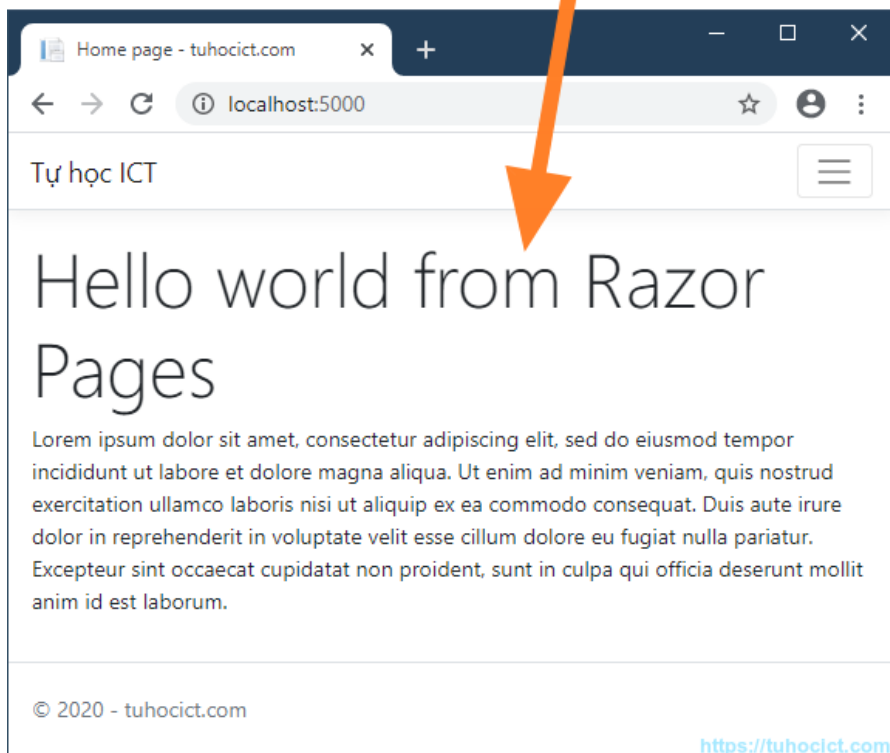 Home page - tuhocict.com
localhost:5000
Tự học ICT
Hello world from Razor
Pages
Lorem ipsum dolor sit amet, consectetur adipiscing elit, sed do eiusmod tempor
incididunt ut labore et dolore magna aliqua. Ut enim ad minim veniam, quis nostrud
exercitation ullamco laboris nisi ut aliquip ex ea commodo consequat. Duis aute irure
dolor in reprehenderit in voluptate velit esse cillum dolore eu fugiat nulla pariatur.
Excepteur sint occaecat cupidatat non proident, sunt in culpa qui officia deserunt mollit
anim id est laborum.
© 2020 - tuhocict.com
https://tuhocict.com